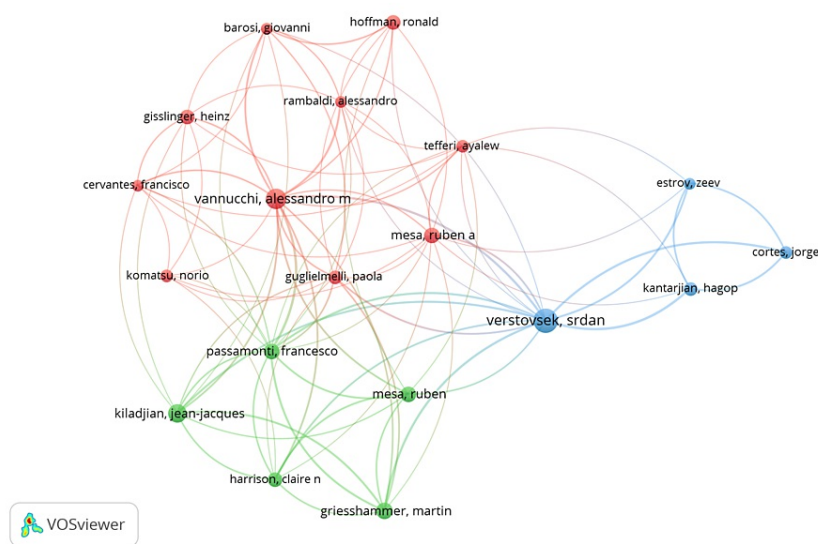 hoffman, ronald
barosi, giovanni
rambaldi, alessandro
gisslinger, heinz
tefferi, ayalew
cervantes, francisco
estrov, zeev
vannucchi, alessandro m
mesa, ruben a
cortes, jorge
komatsu, norio
guglielmelli, paola
kantarjian, hagop
verstovsek, srdan
passamonti, francesco
mesa, ruben
kiladjian, jean-jacques
harrison, claire n
griesshammer, martin
VOSviewer